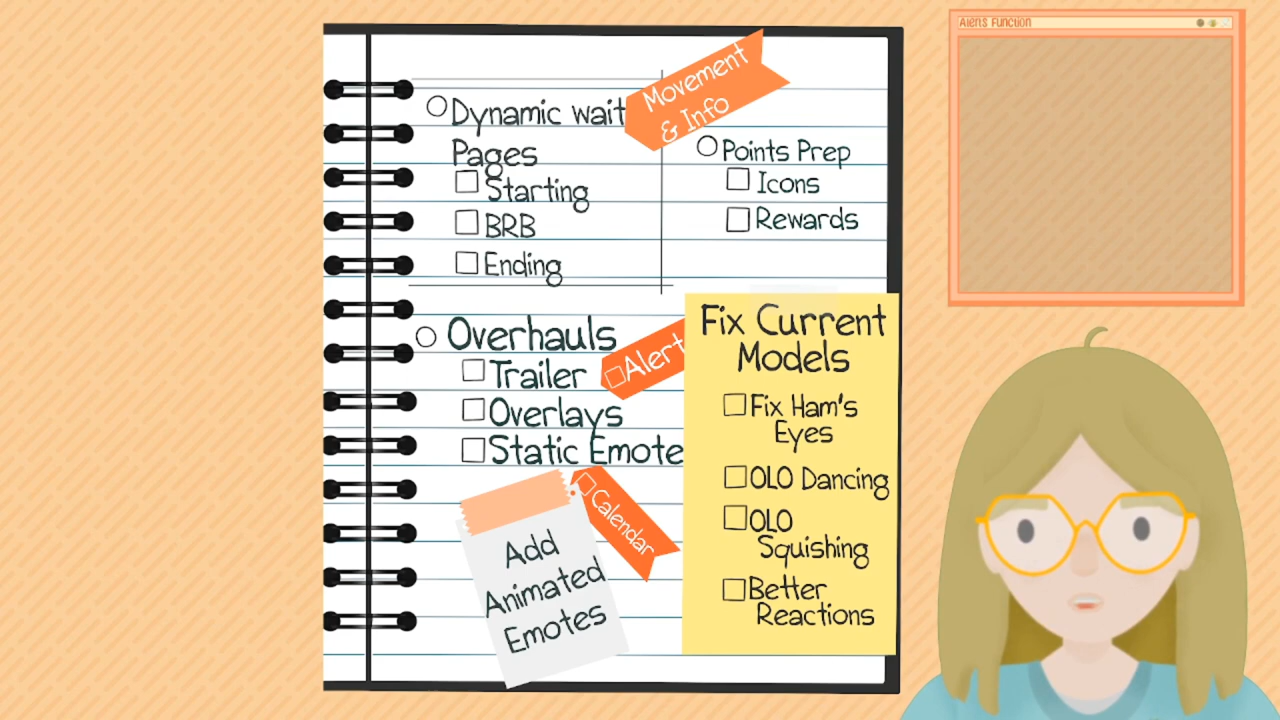 Alerts Function
Movement
& Info
Dynamic wait
Pages
Starting
BRB
Ending
Points Prep
Icons
Rewards
Overhauls
Trailer
Overlays
Static Emote
Alert
Calendar
Add
Animated
Emotes
Fix Current
Models
Fix Ham's
Eyes
OLO Dancing
OLO
Squishing
Better
Reactions